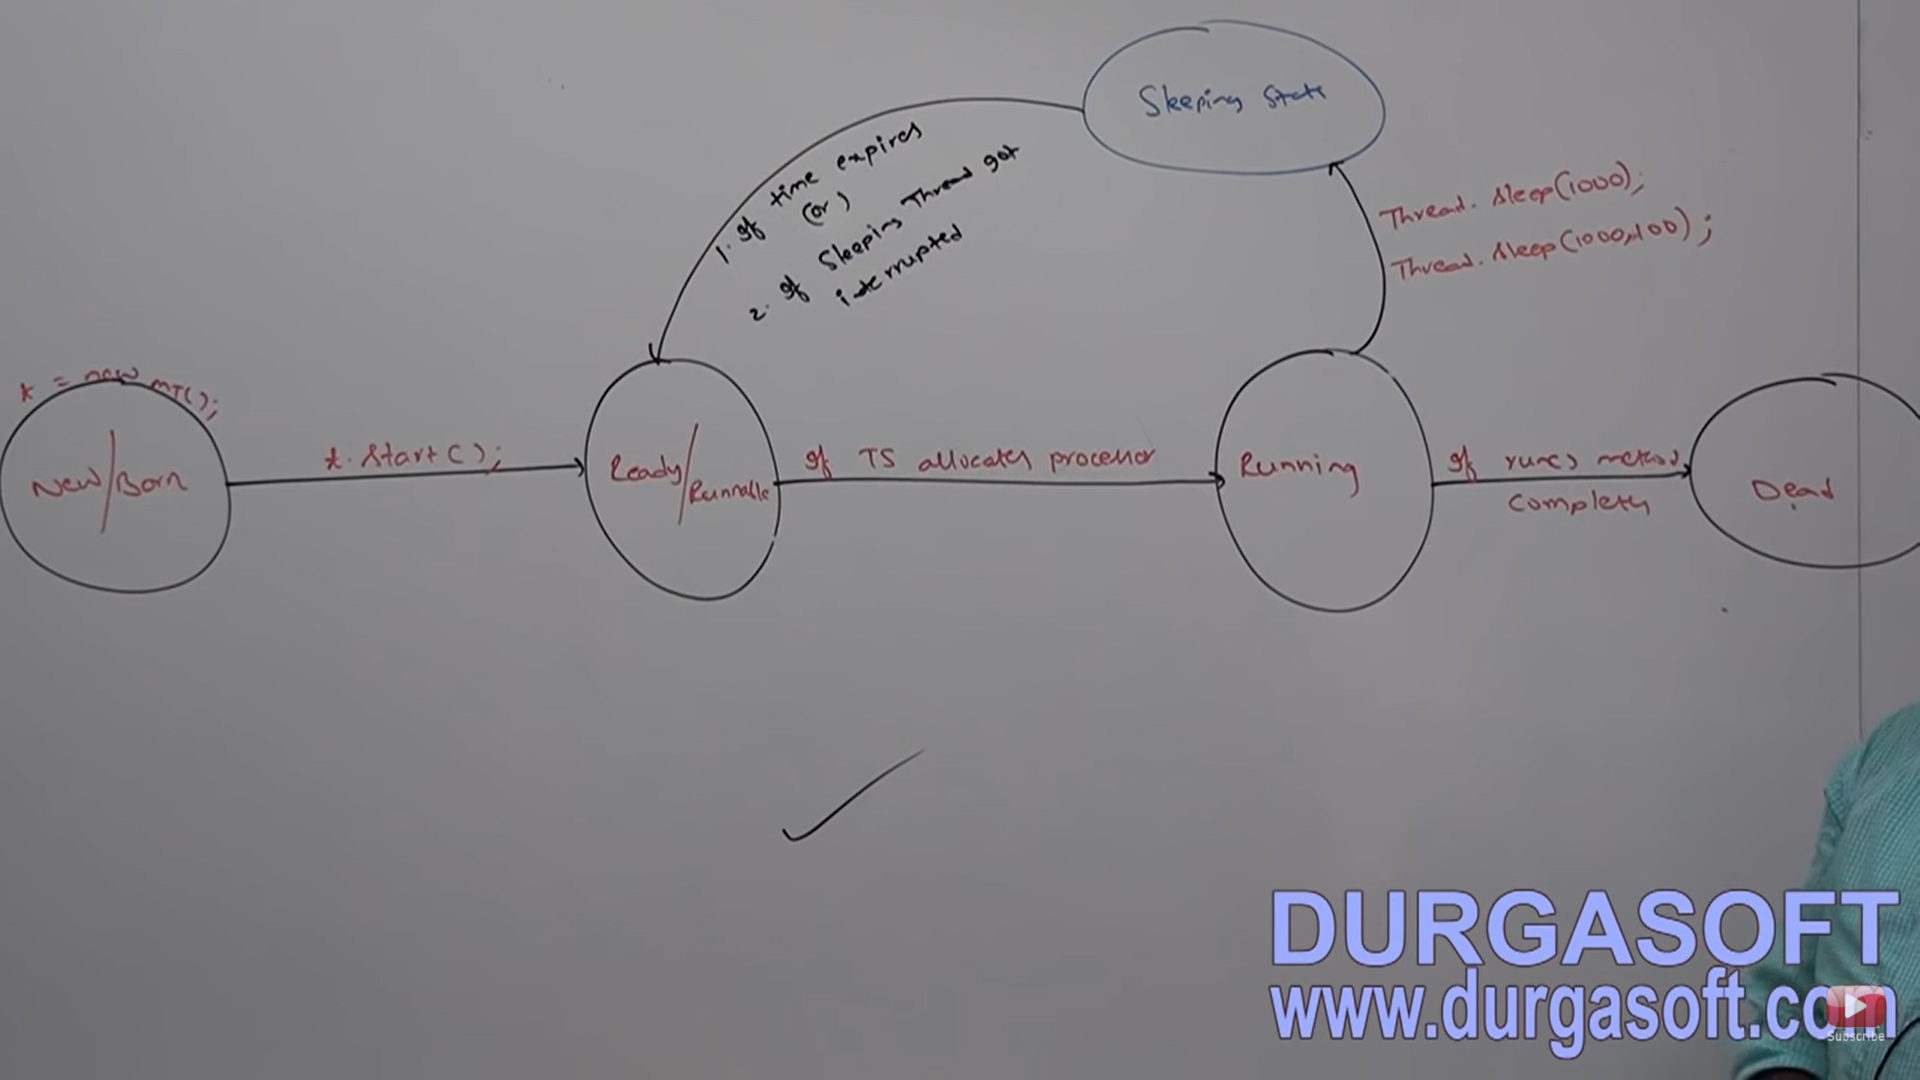 Sleeping State
1. If time expires
(or)
2. If Sleeping Thread got
interrupted
Thread.sleep(1000);
Thread.sleep(1000,100);
t = new MT();
New/Born
t.start();
Ready/Runnable
If TS allocates processor
Running
If run() method
Completes
Dead
DURGASOFT
www.durgasoft.com
Subscribe